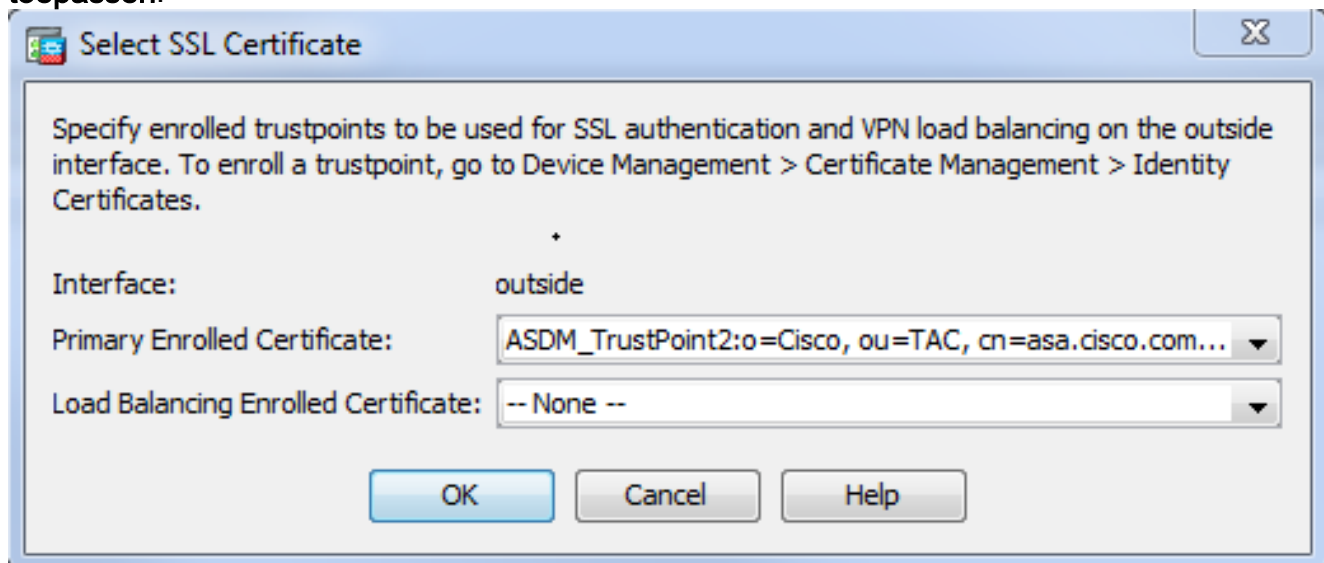 toepassen.
Select SSL Certificate
Specify enrolled trustpoints to be used for SSL authentication and VPN load balancing on the outside
interface. To enroll a trustpoint, go to Device Management > Certificate Management > Identity
Certificates.
Interface: outside
Primary Enrolled Certificate: ASDM_TrustPoint2:o=Cisco, ou=TAC, cn=asa.cisco.com...
Load Balancing Enrolled Certificate: -- None --
OK Cancel Help